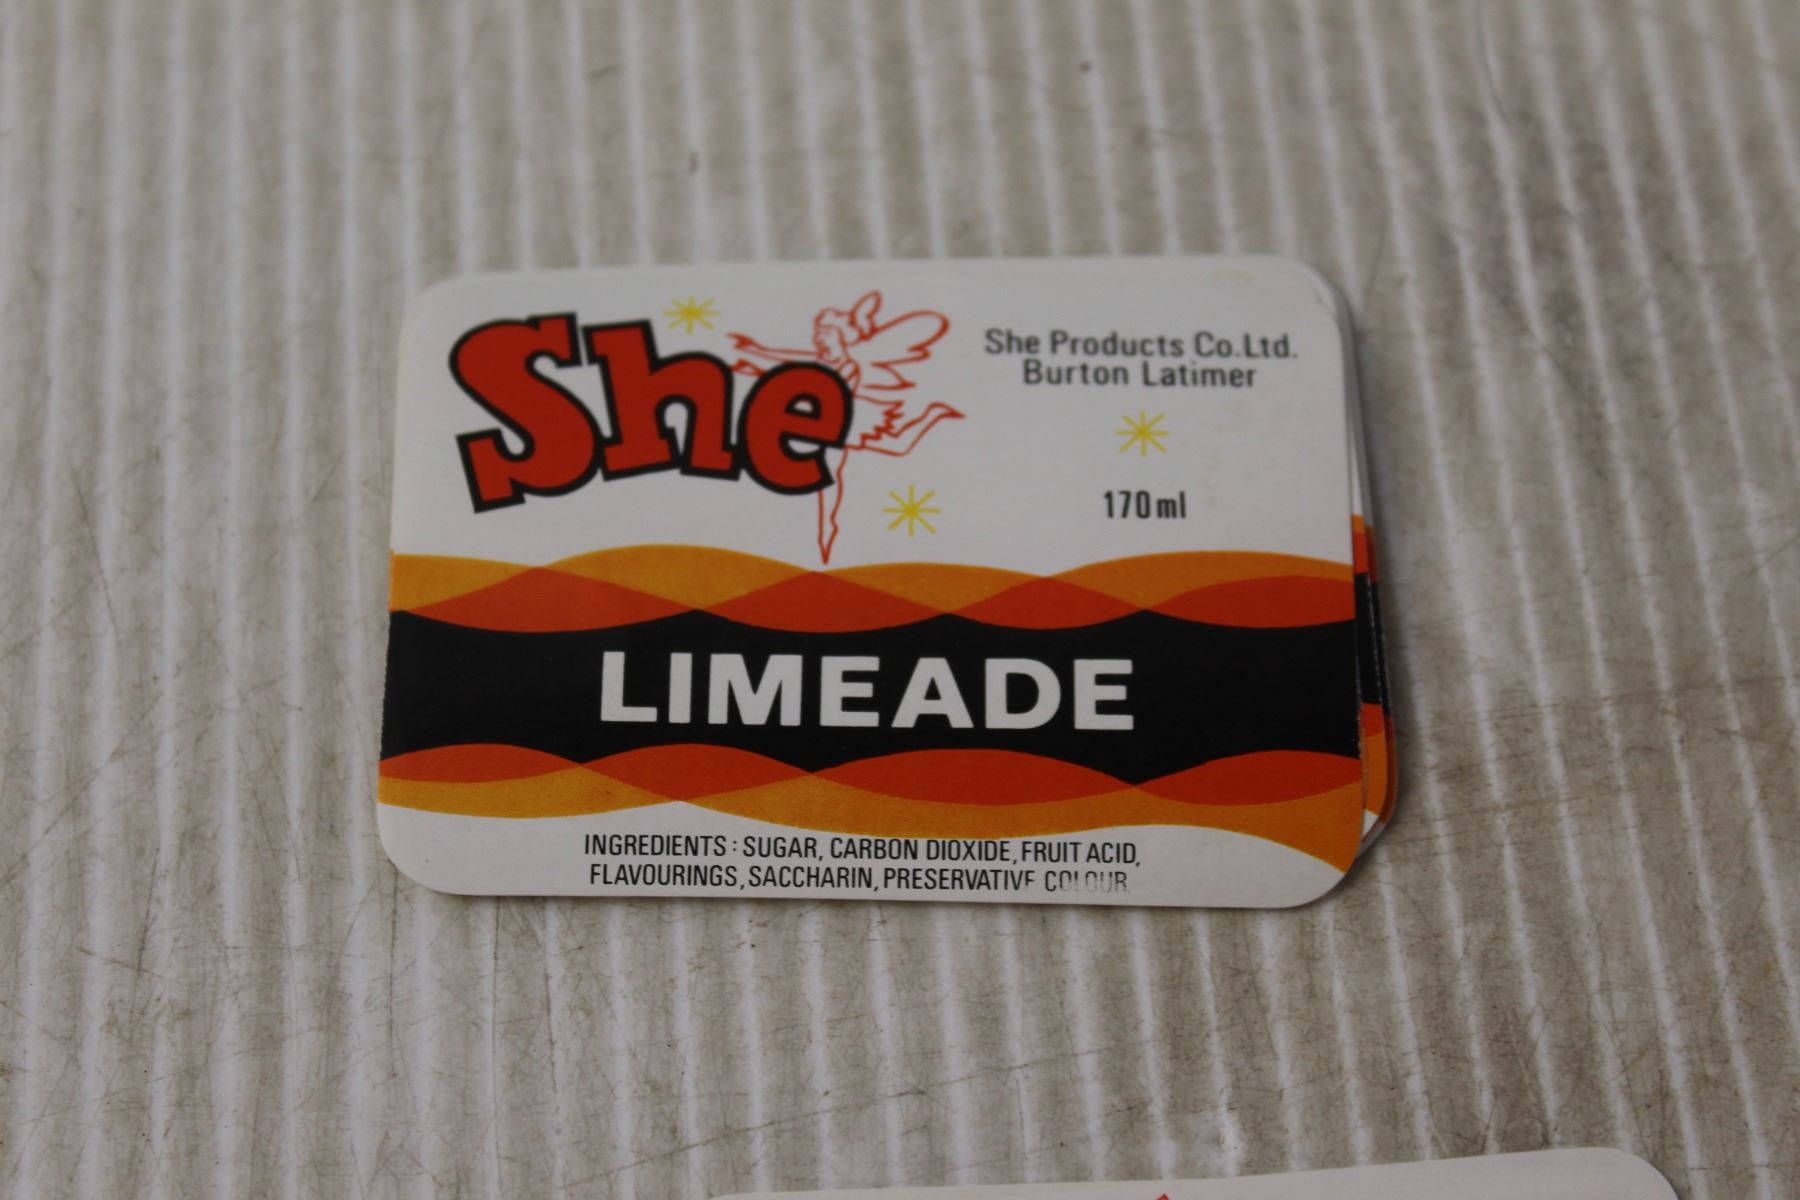 She
She Products Co.Ltd.
Burton Latimer
170ml
LIMEADE
INGREDIENTS: SUGAR, CARBON DIOXIDE, FRUIT ACID,
FLAVOURINGS, SACCHARIN, PRESERVATIVE COLOUR.